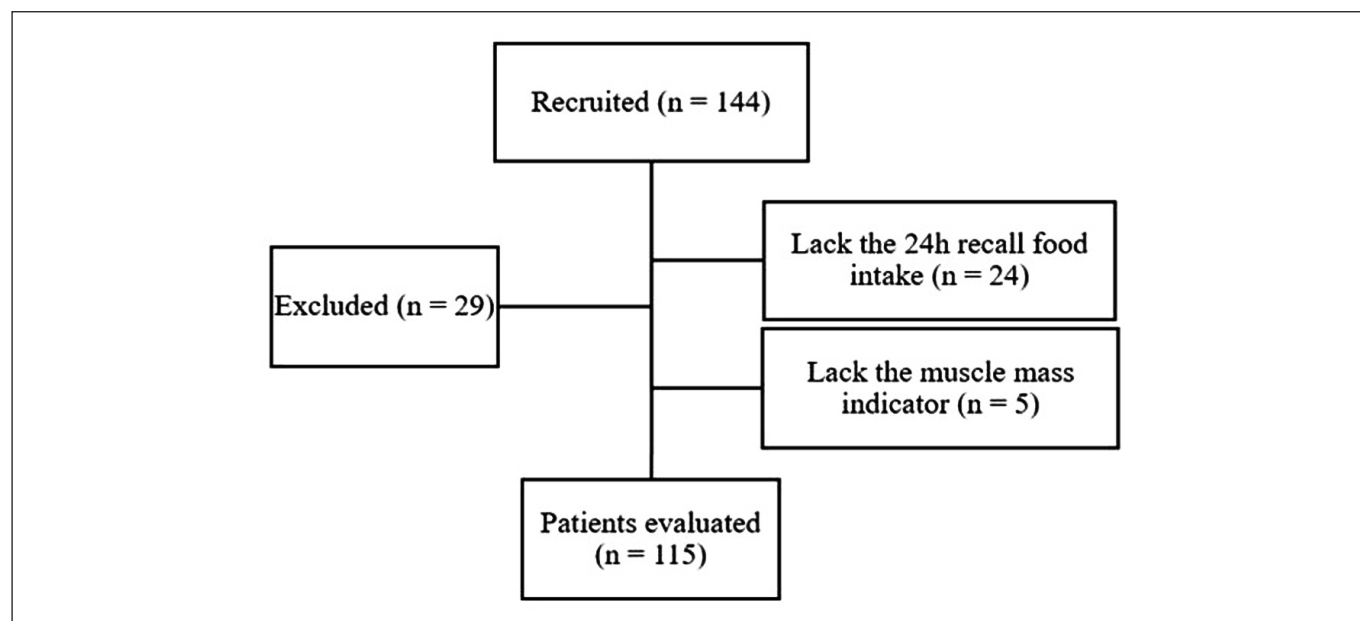 Recruited (n = 144)
Lack the 24h recall food
intake (n = 24)
Excluded (n = 29)
Lack the muscle mass
indicator (n = 5)
Patients evaluated
(n = 115)